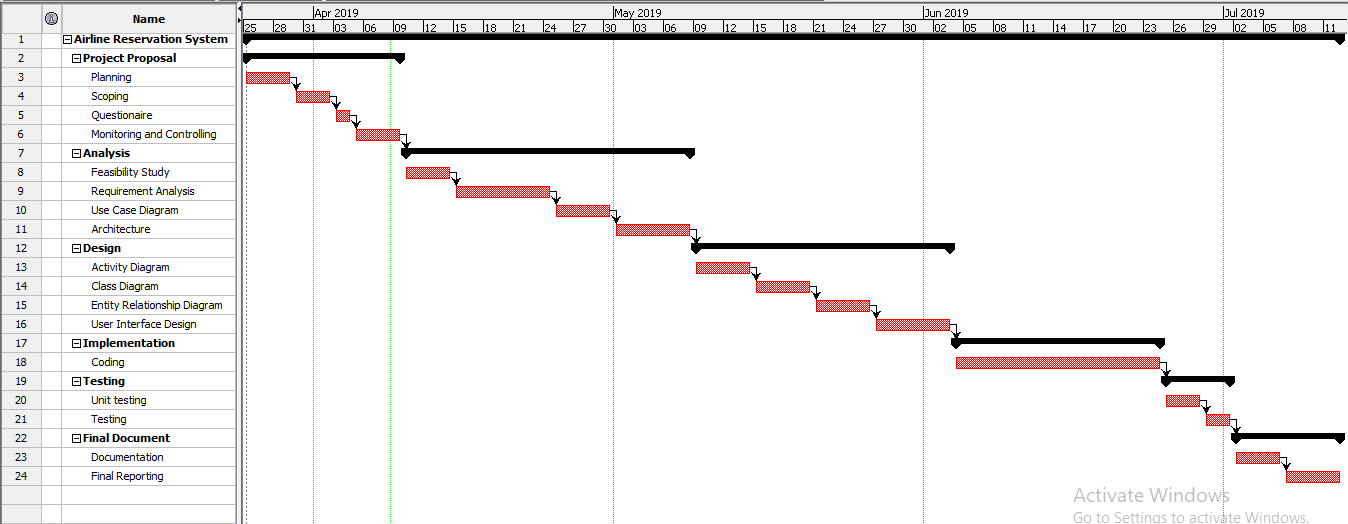 Name
Apr 2019 May 2019 Jun 2019 Jul 2019
25 28 31 03 06 09 12 15 18 21 24 27 30 03 06 09 12 15 18 21 24 27 30 02 05 08 11 14 17 20 23 26 29 02 05 08 11
1 Airline Reservation System
2 Project Proposal
3 Planning
4 Scoping
5 Questionaire
6 Monitoring and Controlling
7 Analysis
8 Feasibility Study
9 Requirement Analysis
10 Use Case Diagram
11 Architecture
12 Design
13 Activity Diagram
14 Class Diagram
15 Entity Relationship Diagram
16 User Interface Design
17 Implementation
18 Coding
19 Testing
20 Unit testing
21 Testing
22 Final Document
23 Documentation
24 Final Reporting
Activate Windows
Go to Settings to activate Windows.